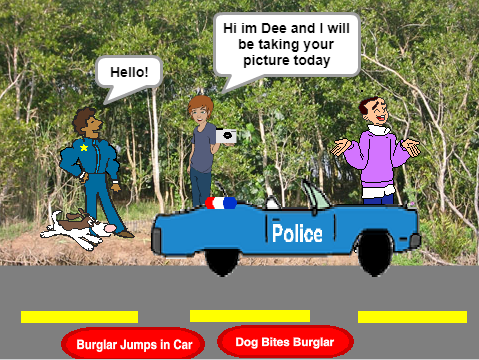 Hi im Dee and I will
be taking your
picture today
Hello!
Police
Burglar Jumps in Car
Dog Bites Burglar